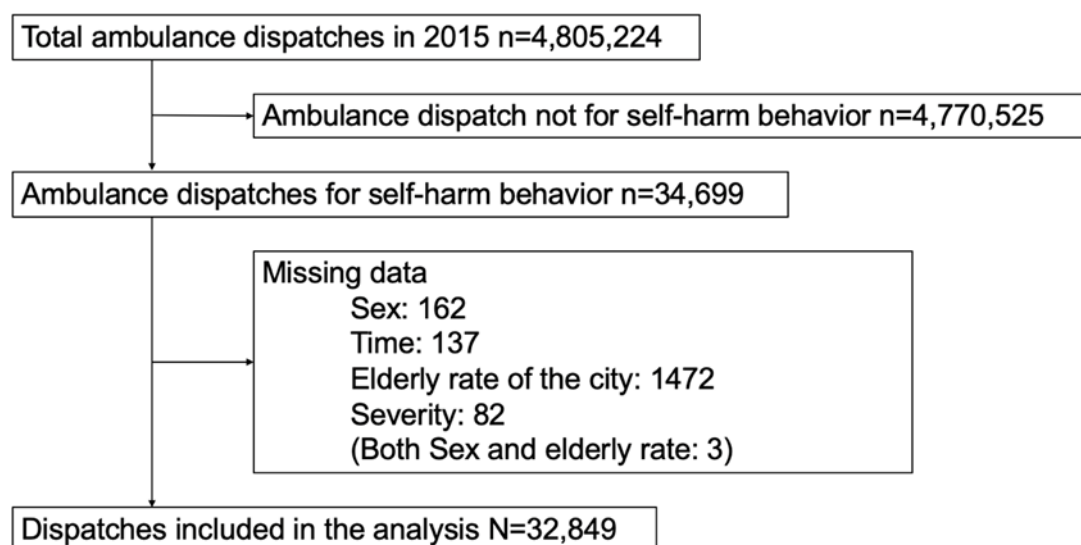 Total ambulance dispatches in 2015 n=4,805,224
Ambulance dispatch not for self-harm behavior n=4,770,525
Ambulance dispatches for self-harm behavior n=34,699
Missing data
Sex: 162
Time: 137
Elderly rate of the city: 1472
Severity: 82
(Both Sex and elderly rate: 3)
Dispatches included in the analysis N=32,849